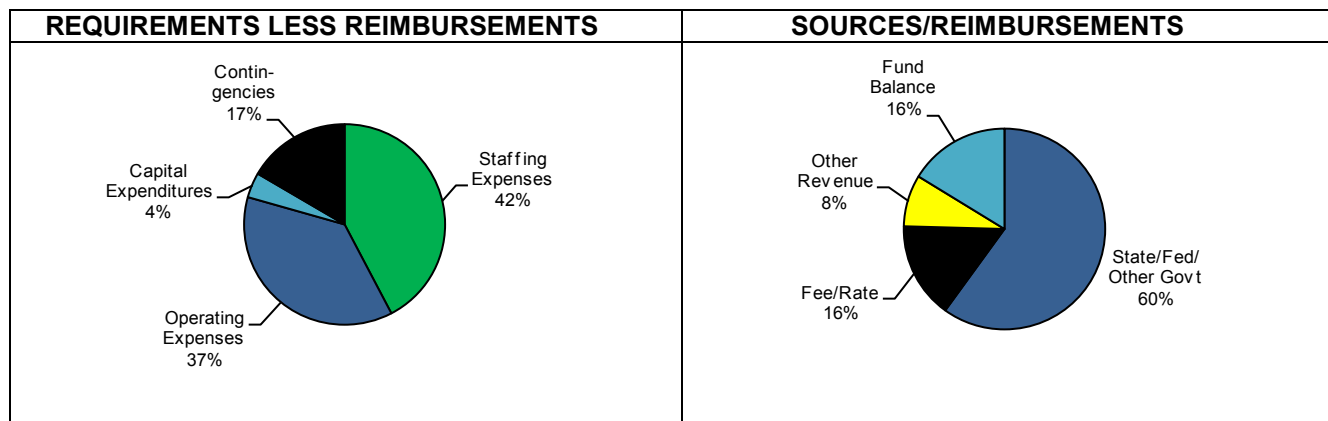 REQUIREMENTS LESS REIMBURSEMENTS
Contin-
gencies
17%
Capital
Expenditures
4%
Staffing
Expenses
42%
Operating
Expenses
37%
SOURCES/REIMBURSEMENTS
Fund
Balance
16%
Other
Revenue
8%
Fee/Rate
16%
State/Fed/
Other Govt
60%